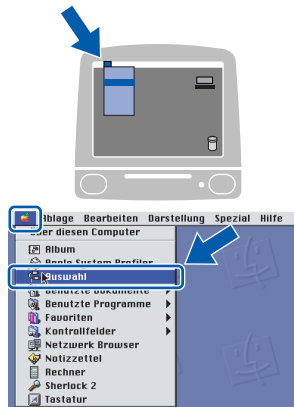 Ablage Bearbeiten Darstellung Spezial Hilfe
Über diesen Computer
Album
Apple System Profiler
Auswahl
Benutzte Dokumente
Benutzte Programme
Favoriten
Kontrollfelder
Netzwerk Browser
Notizzettel
Rechner
Sherlock 2
Tastatur